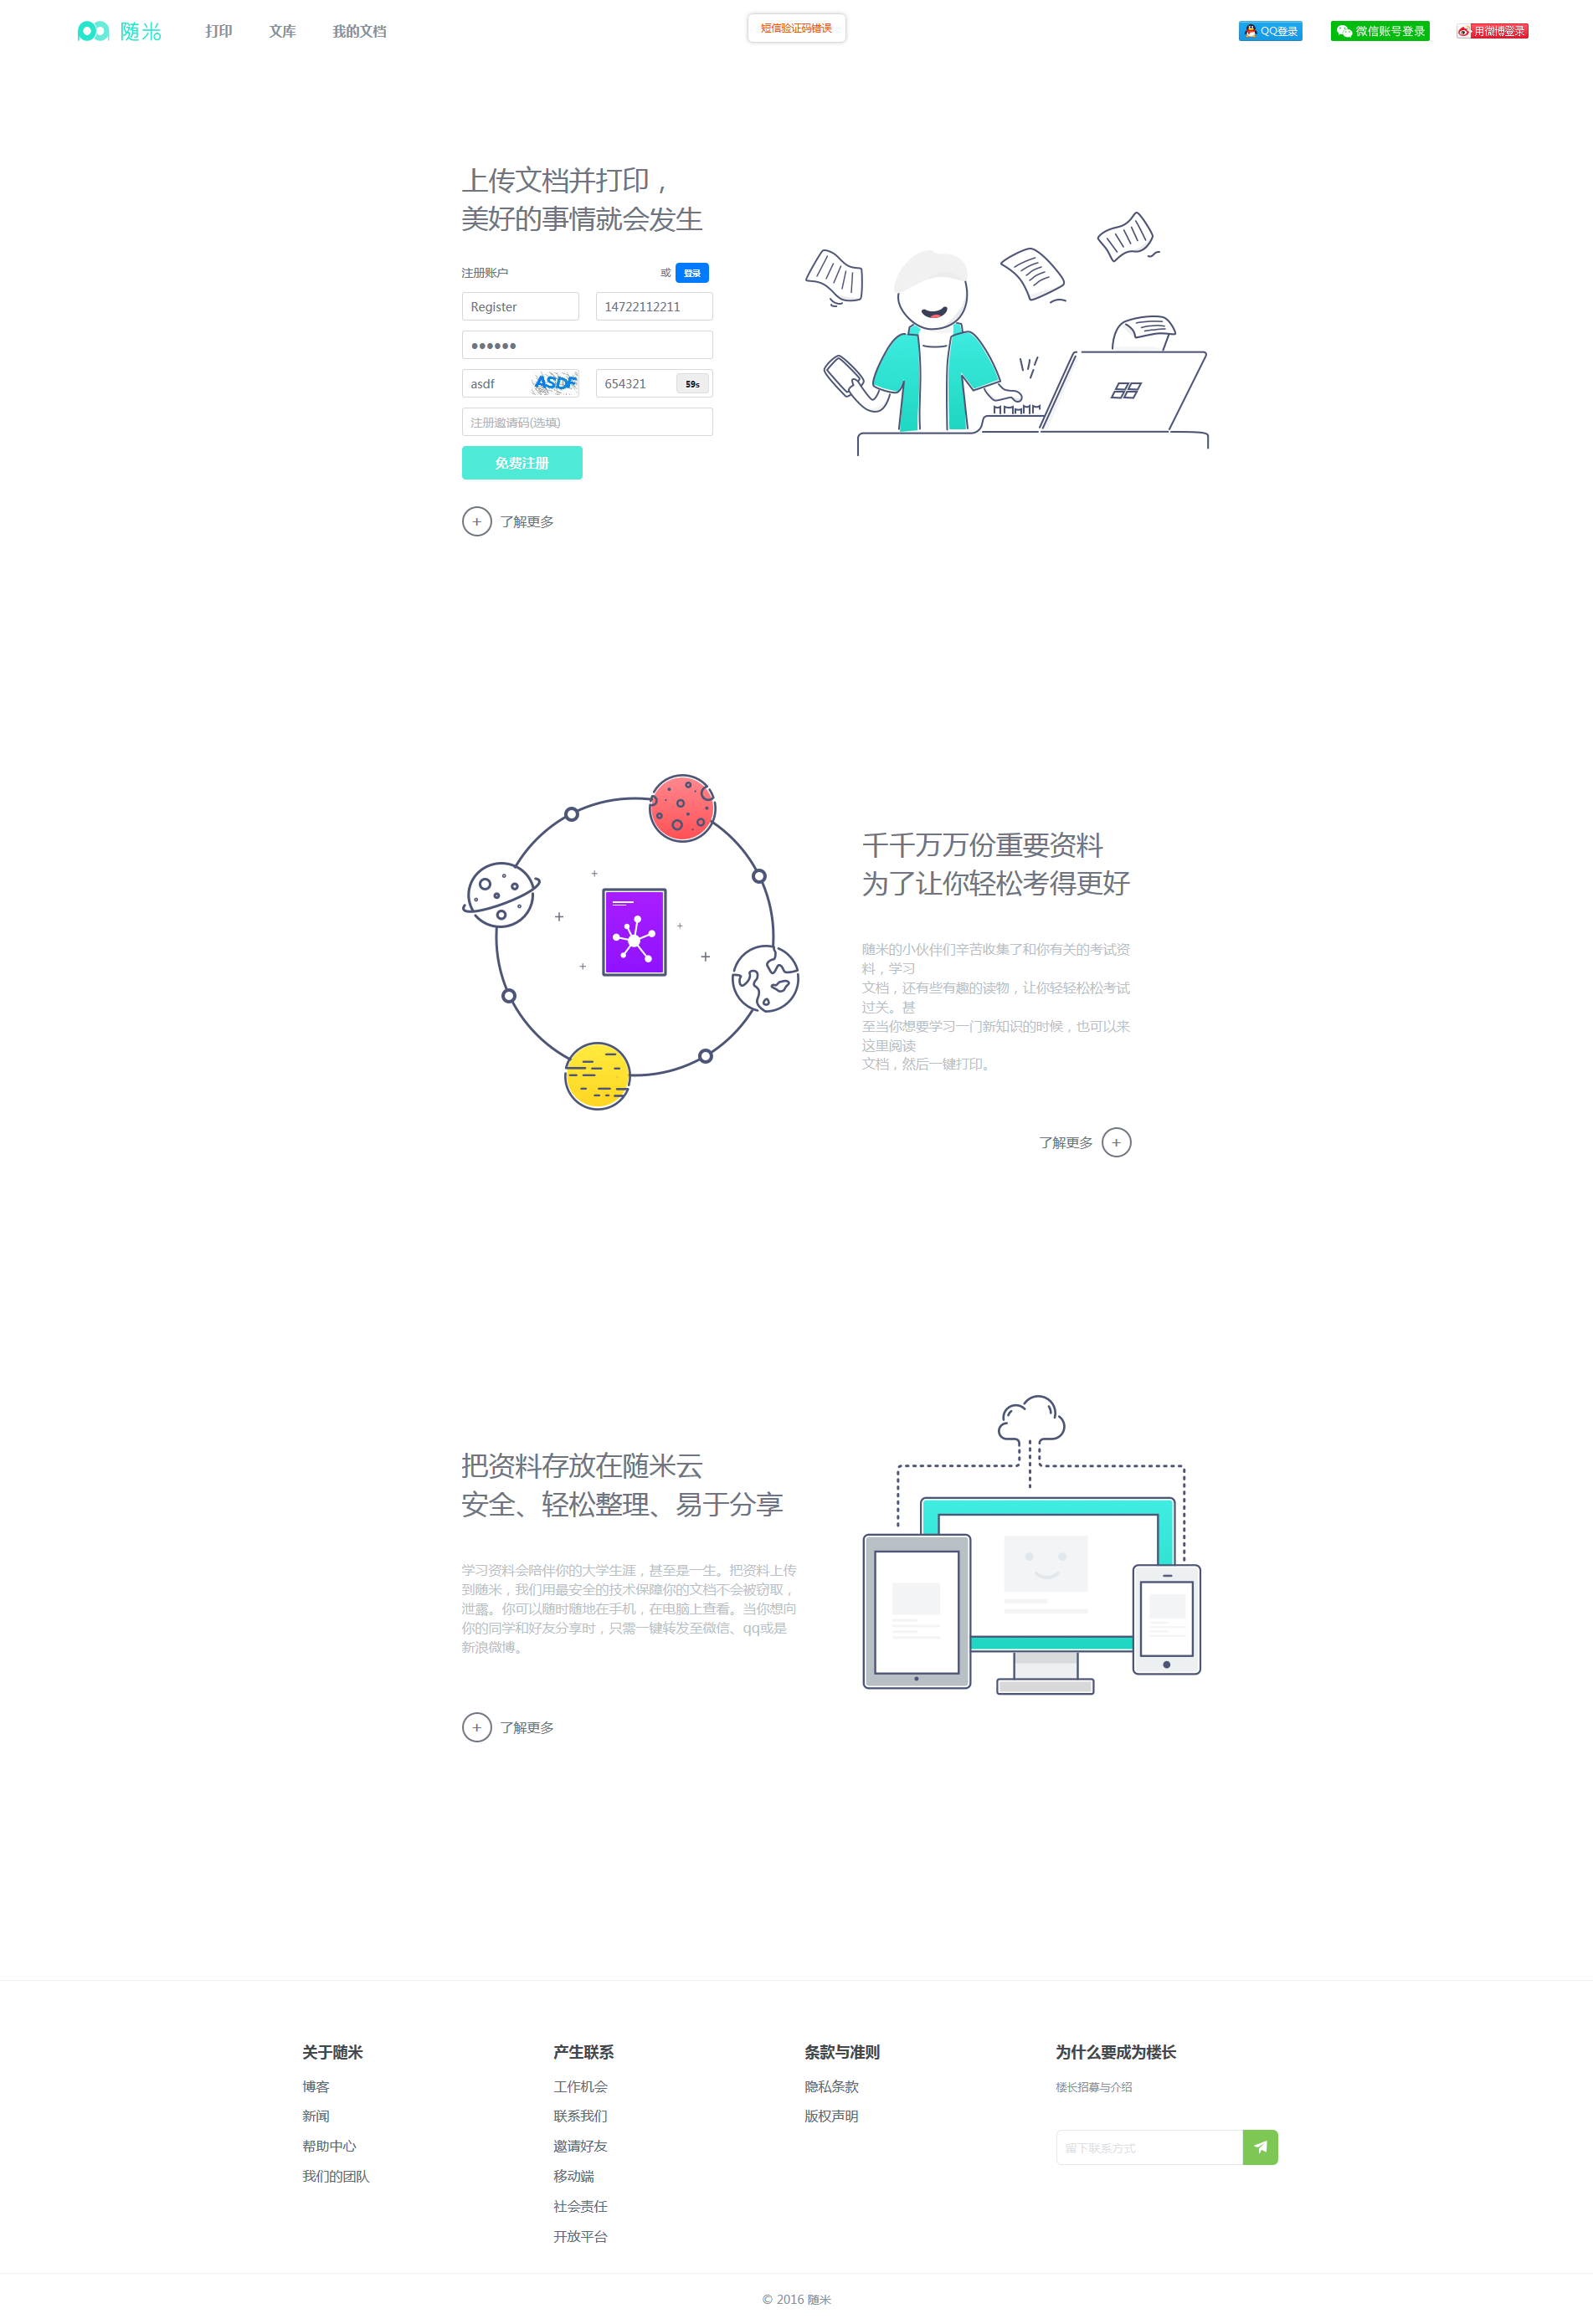 随米
打印
文库
我的文档
短信验证码错误
QQ登录
微信账号登录
用微博登录
上传文档并打印，
美好的事情就会发生
注册账户
或
登录
Register
14722112211
●●●●●●
asdf
ASDF
654321
59s
注册邀请码(选填)
免费注册
+ 了解更多
千千万万份重要资料
为了让你轻松考得更好
随米的小伙伴们辛苦收集了和你有关的考试资
料，学习
文档，还有些有趣的读物，让你轻轻松松考试
过关。甚
至当你想要学习一门新知识的时候，也可以来
这里阅读
文档，然后一键打印。
了解更多 +
把资料存放在随米云
安全、轻松整理、易于分享
学习资料会陪伴你的大学生涯，甚至是一生。把资料上传
到随米，我们用最安全的技术保障你的文档不会被窃取，
泄露。你可以随时随地在手机，在电脑上查看。当你想向
你的同学和好友分享时，只需一键转发至微信、qq或是
新浪微博。
+ 了解更多
关于随米
博客
新闻
帮助中心
我们的团队
产生联系
工作机会
联系我们
邀请好友
移动端
社会责任
开放平台
条款与准则
隐私条款
版权声明
为什么要成为楼长
楼长招募与介绍
留下联系方式
© 2016 随米